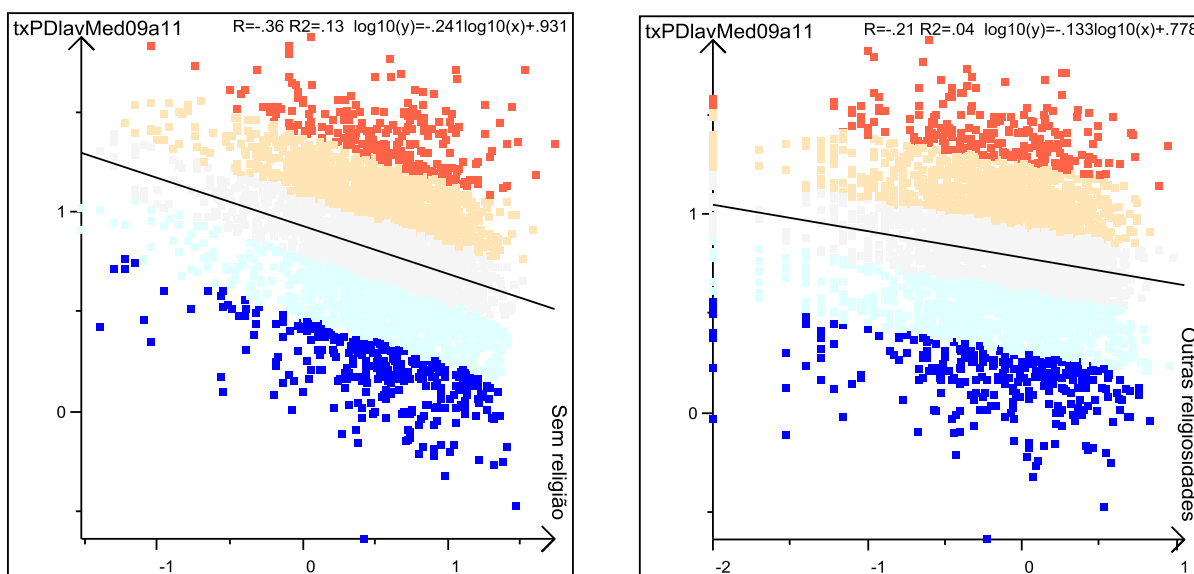 txPDlavMed09a11
R=-.36 R2=.13 log10(y)=-.241log10(x)+.931
1
0
Sem religião
-1
0
1
txPDlavMed09a11
R=-.21 R2=.04 log10(y)=-.133log10(x)+.778
1
0
Outras religiosidades
-2
-1
0
1